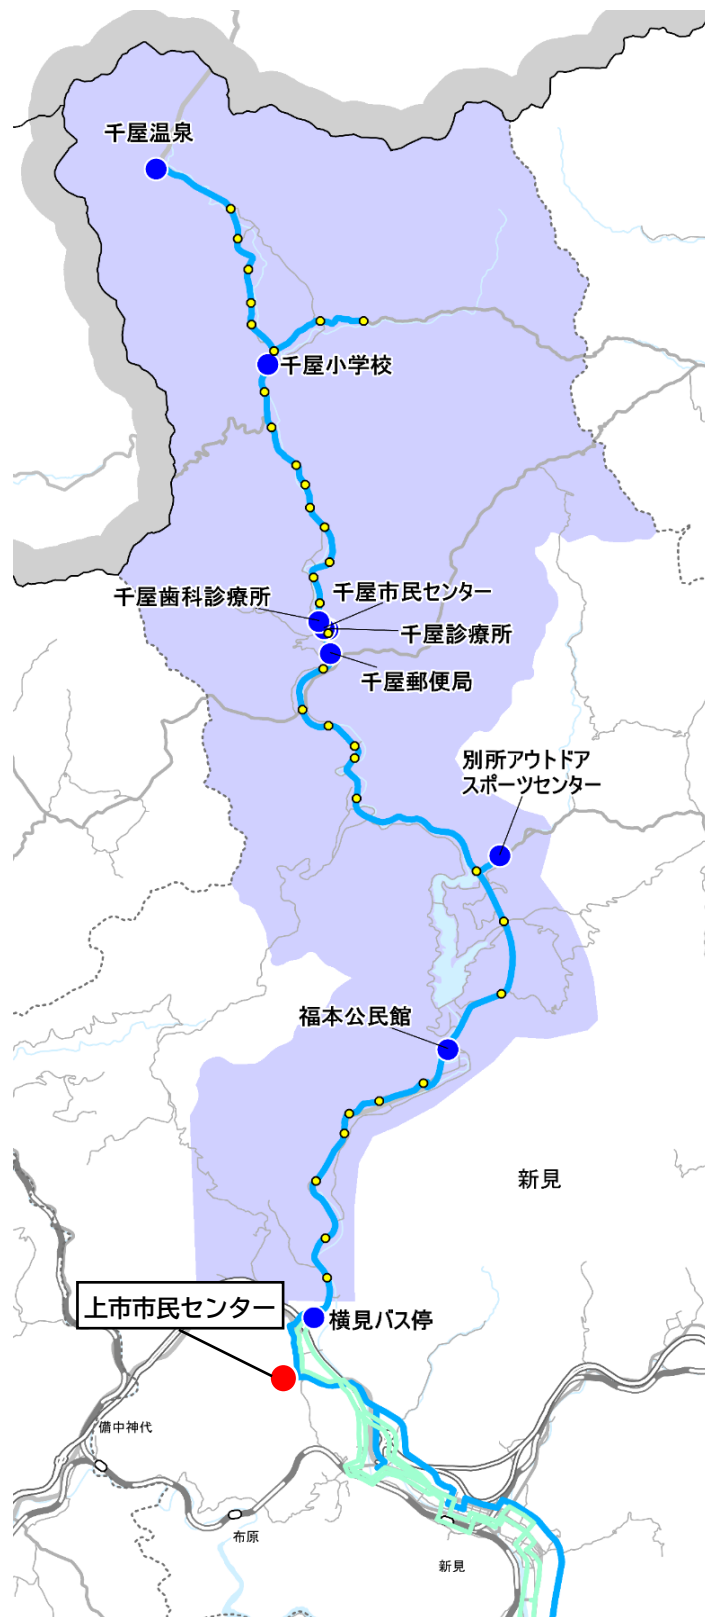 千屋温泉
千屋小学校
千屋歯科診療所
千屋市民センター
千屋診療所
千屋郵便局
別所アウトドア
スポーツセンター
福本公民館
新見
上市市民センター
横見バス停
備中神代
布原
新見